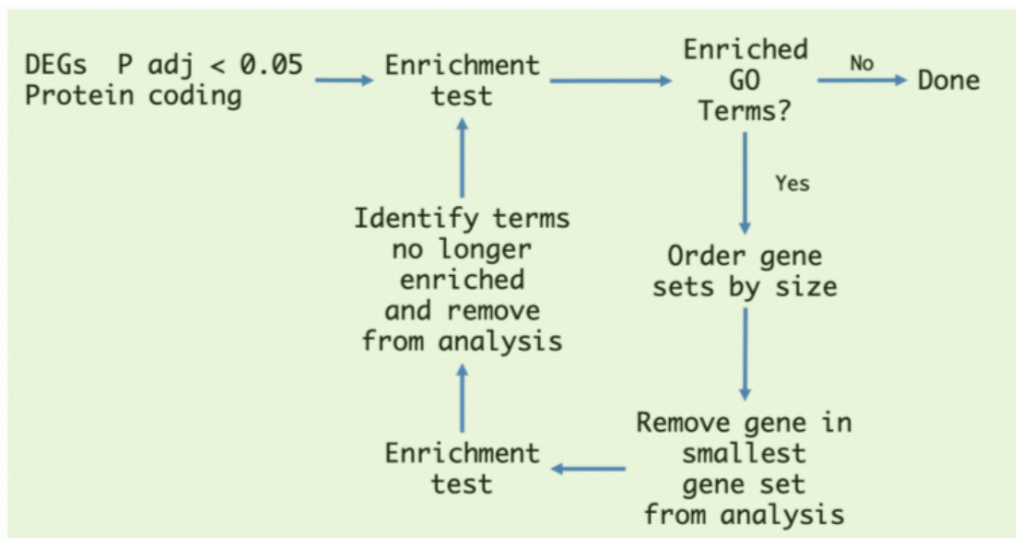 DEGs P adj < 0.05
Protein coding
Enrichment
test
Enriched
GO
Terms?
No
Done
Yes
Order gene
sets by size
Remove gene in
smallest
gene set
from analysis
Enrichment
test
Identify terms
no longer
enriched
and remove
from analysis